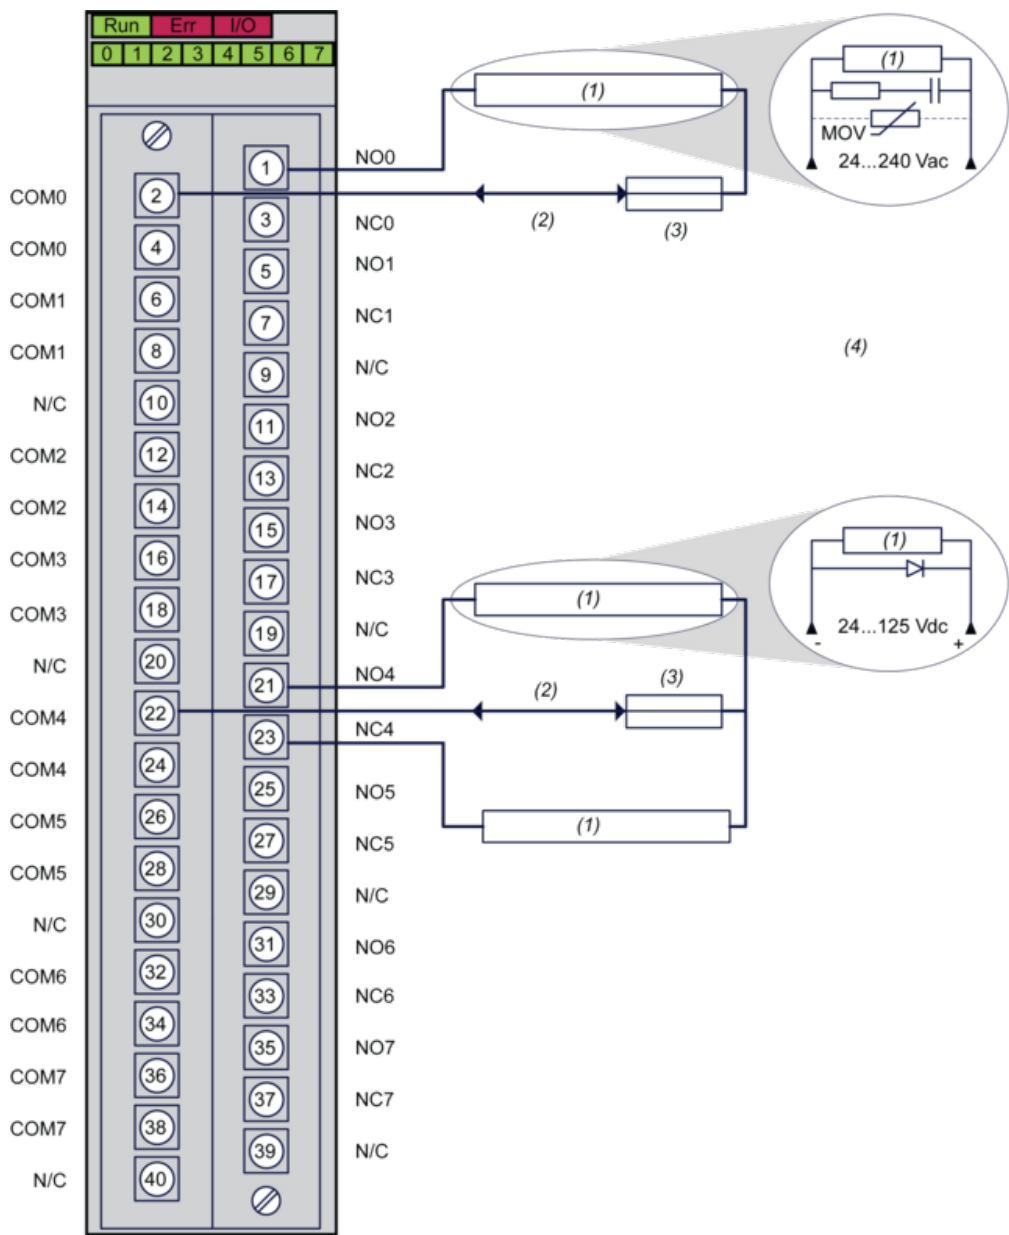 Run Err I/O
0 1 2 3 4 5 6 7
(1)
(1)
MOV
24...240 Vac
1 NO0
COM0 2
(2)
(3)
3 NC0
COM0 4
5 NO1
COM1 6
7 NC1
COM1 8
(4)
9 N/C
N/C 10
11 NO2
COM2 12
13 NC2
COM2 14
15 NO3
COM3 16
(1)
17 NC3
(1)
COM3 18
24...125 Vdc
- +
19 N/C
N/C 20
21 NO4
(2)
(3)
COM4 22
23 NC4
COM4 24
25 NO5
COM5 26
(1)
27 NC5
COM5 28
29 N/C
N/C 30
31 NO6
COM6 32
33 NC6
COM6 34
35 NO7
COM7 36
37 NC7
COM7 38
39 N/C
N/C 40